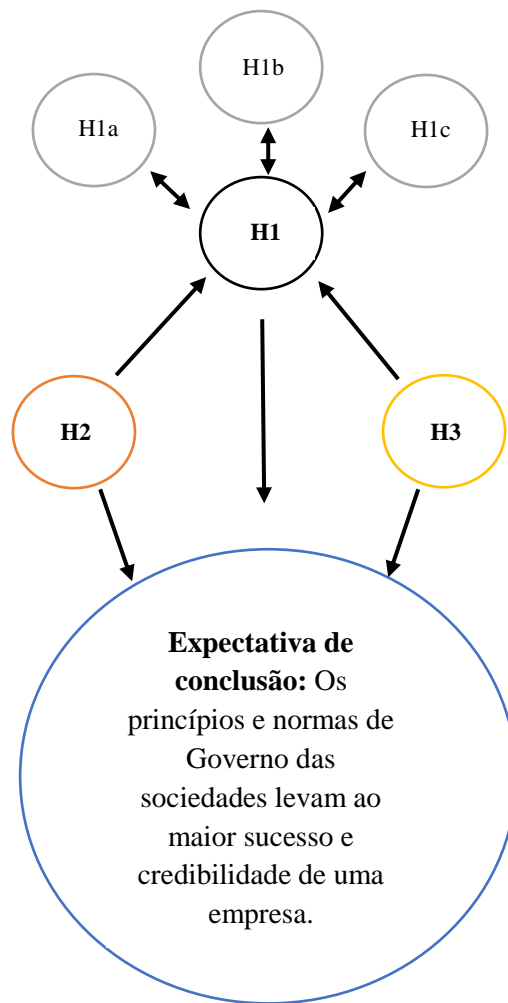 H1b
H1a
H1c
H1
H2
H3
Expectativa de
conclusão: Os
princípios e normas de
Governo das
sociedades levam ao
maior sucesso e
credibilidade de uma
empresa.